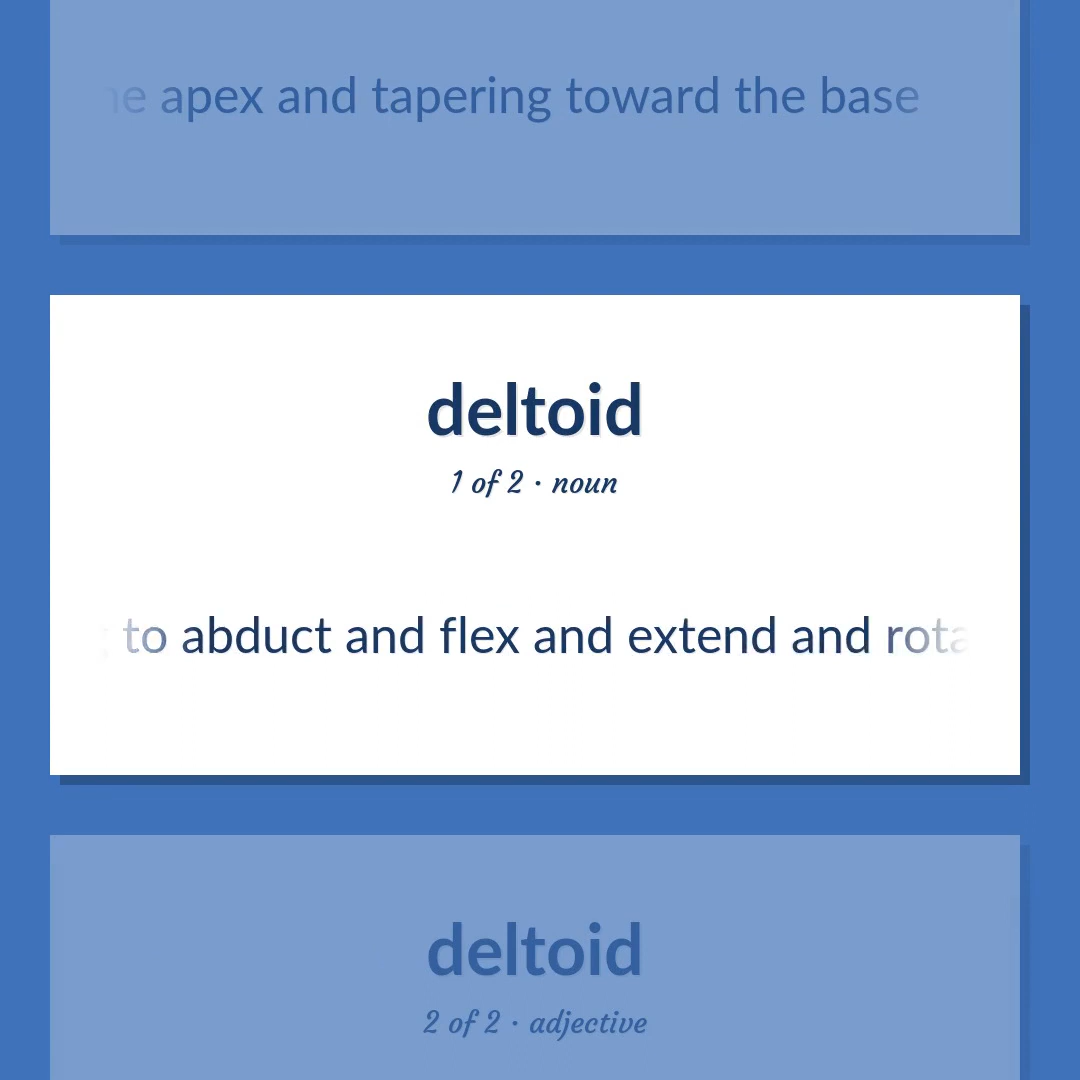 apex and tapering toward the base
deltoid
1 of 2 · noun
to abduct and flex and extend and
deltoid
2 of 2 · adjective